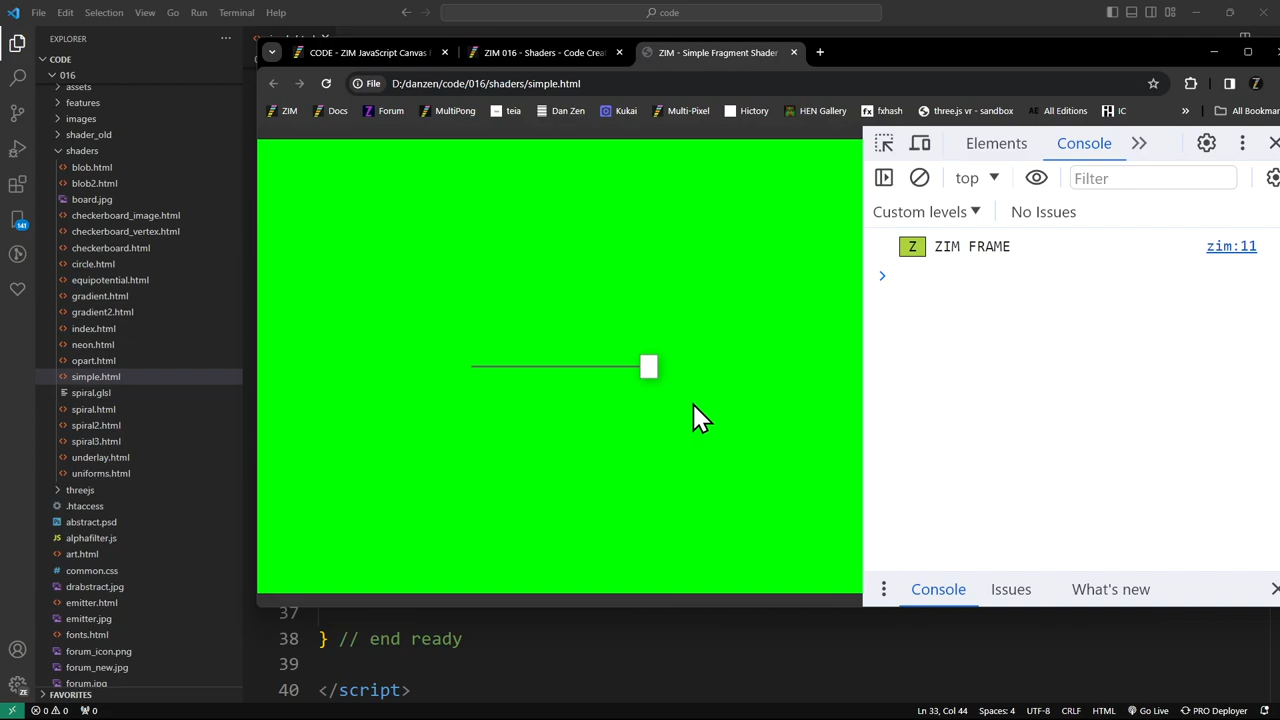 File Edit Selection View Go Run Terminal Help
code
EXPLORER
CODE
016
assets
features
images
shader_old
shaders
blob.html
blob2.html
board.jpg
checkerboard_image.html
checkerboard_vertex.html
checkerboard.html
circle.html
equipotential.html
gradient.html
gradient2.html
index.html
neon.html
opart.html
simple.html
spiral.glsl
spiral.html
spiral2.html
spiral3.html
underlay.html
uniforms.html
threejs
.htaccess
abstract.psd
alphafilter.js
art.html
common.css
drabstract.jpg
emitter.html
emitter.jpg
fonts.html
forum_icon.png
forum_new.jpg
forum.jpg
FAVORITES
141
ZE
CODE - ZIM JavaScript Canvas
ZIM 016 - Shaders - Code Creat
ZIM - Simple Fragment Shader
File D:/danzen/code/016/shaders/simple.html
ZIM Docs Forum MultiPong teia Dan Zen Kukai Multi-Pixel Hictory HEN Gallery fx fxhash three.js vr - sandbox All Editions IC » All Bookmar
Elements Console
top Filter
Custom levels No Issues
Z ZIM FRAME zim:11
Console Issues What's new
37
38 } // end ready
39
40 </script>
0 0 0 Ln 33, Col 44 Spaces: 4 UTF-8 CRLF HTML Go Live PRO Deployer